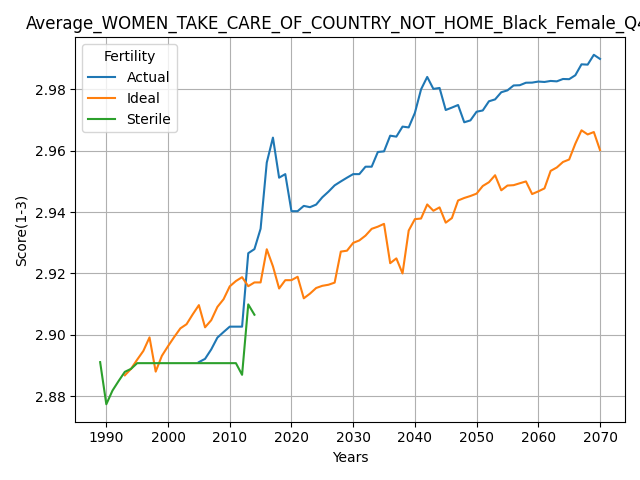 Average_WOMEN_TAKE_CARE_OF_COUNTRY_NOT_HOME_Black_Female_Q4
Fertility
Actual
Ideal
Sterile
Score(1-3)
2.98
2.96
2.94
2.92
2.90
2.88
1990 2000 2010 2020 2030 2040 2050 2060 2070
Years